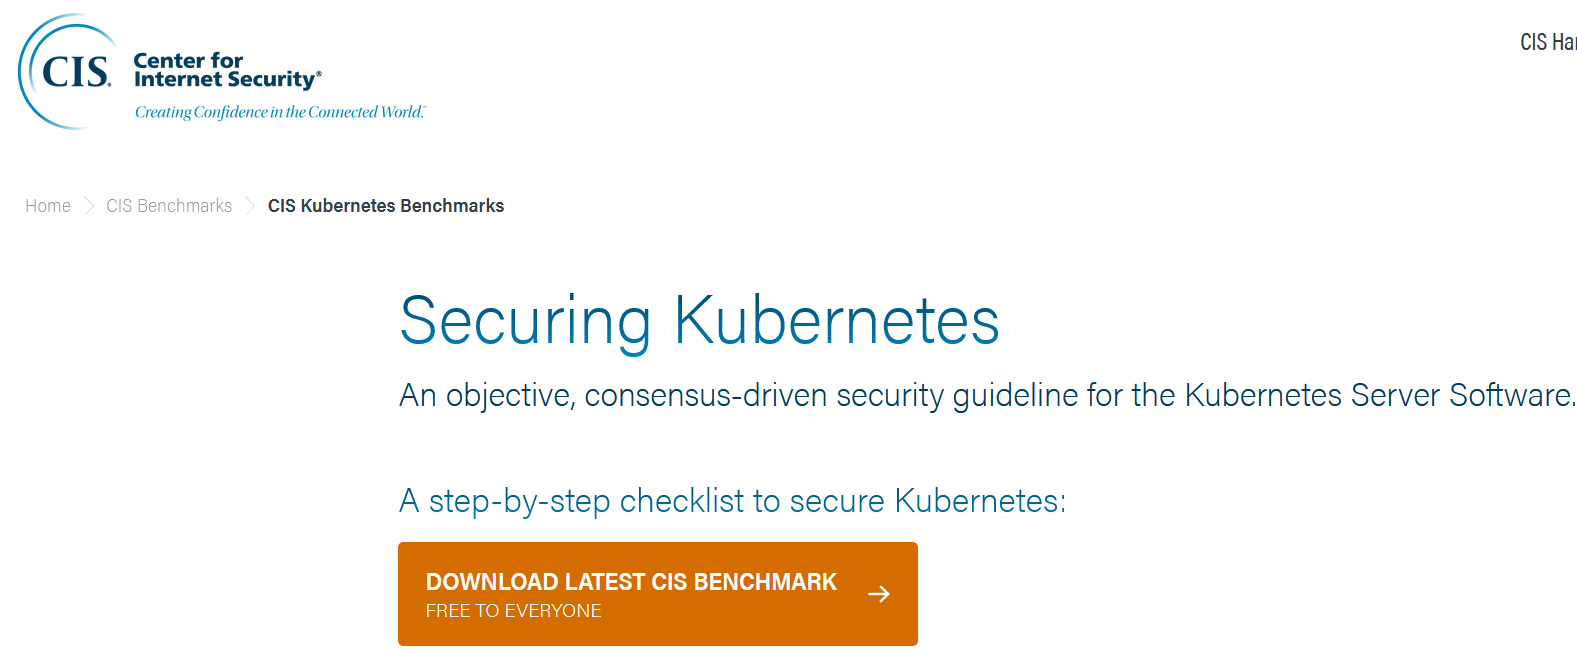 CIS Har
CIS®
Center for
Internet Security®
Creating Confidence in the Connected World.™
Home
CIS Benchmarks
CIS Kubernetes Benchmarks
Securing Kubernetes
An objective, consensus-driven security guideline for the Kubernetes Server Software.
A step-by-step checklist to secure Kubernetes:
DOWNLOAD LATEST CIS BENCHMARK
FREE TO EVERYONE